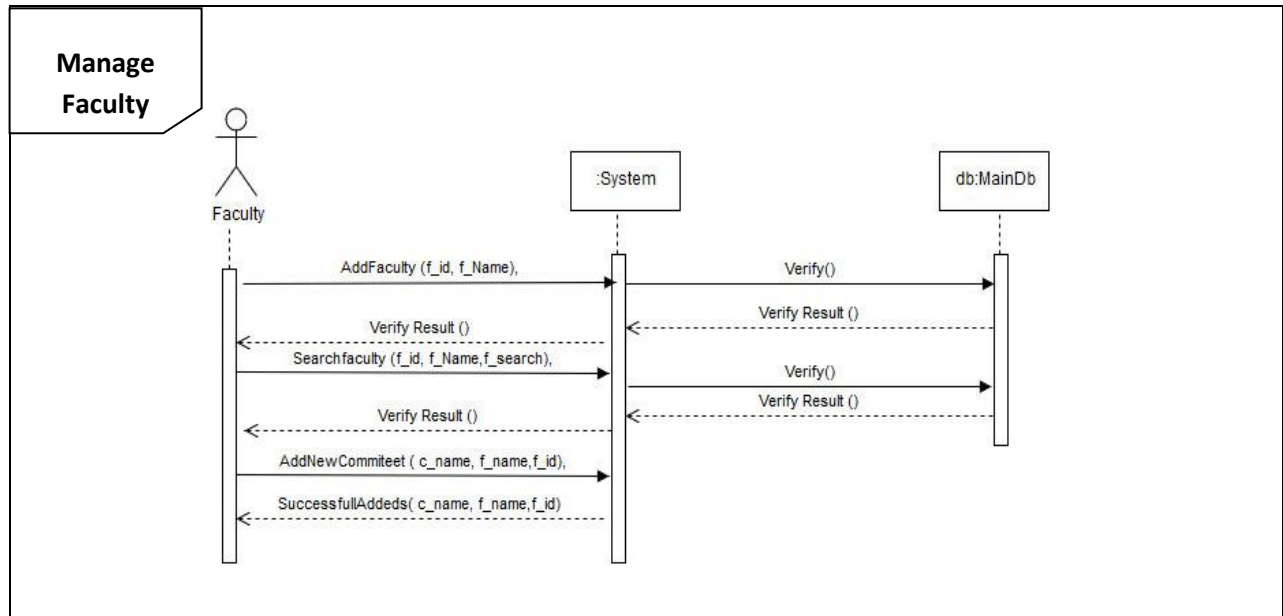 Manage
Faculty
Faculty
:System
db:MainDb
AddFaculty (f_id, f_Name),
Verify()
Verify Result ()
Verify Result ()
Searchfaculty (f_id, f_Name,f_search),
Verify()
Verify Result ()
Verify Result ()
AddNewCommiteet ( c_name, f_name,f_id),
SuccessfullAddeds( c_name, f_name,f_id)